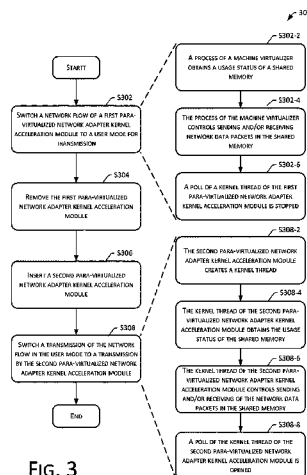 30
STARTT
S302
SWITCH A NETWORK FLOW OF A FIRST PARA-
VIRTUALIZED NETWORK ADAPTER KERNEL
ACCELERATION MODULE TO A USER MODE FOR
TRANSMISSION
S304
REMOVE THE FIRST PARA-VIRTUALIZED
NETWORK ADAPTER KERNEL ACCELERATION
MODULE
S306
INSERT A SECOND PARA-VIRTUALIZED
NETWORK ADAPTER KERNEL ACCELERATION
MODULE
S308
SWITCH A TRANSMISSION OF THE NETWORK
FLOW IN THE USER MODE TO A TRANSMISSION
BY THE SECOND PARA-VIRTUALIZED NETWORK
ADAPTER KERNEL ACCELERATION MODULE
END
S302-2
A PROCESS OF A MACHINE VIRTUALIZER
OBTAINS A USAGE STATUS OF A SHARED
MEMORY
S302-4
THE PROCESS OF THE MACHINE VIRTUALIZER
CONTROLS SENDING AND/OR RECEIVING
NETWORK DATA PACKETS IN THE SHARED
MEMORY
S302-6
A POLL OF A KERNEL THREAD OF THE FIRST
PARA-VIRTUALIZED NETWORK ADAPTER
KERNEL ACCELERATION MODULE IS STOPPED
S308-2
THE SECOND PARA-VIRTUALIZED NETWORK
ADAPTER KERNEL ACCELERATION MODULE
CREATES A KERNEL THREAD
S308-4
THE KERNEL THREAD OF THE SECOND PARA-
VIRTUALIZED NETWORK ADAPTER KERNEL
ACCELERATION MODULE OBTAINS THE USAGE
STATUS OF THE SHARED MEMORY
S308-6
THE KERNEL THREAD OF THE SECOND PARA-
VIRTUALIZED NETWORK ADAPTER KERNEL
ACCELERATION MODULE CONTROLS SENDING
AND/OR RECEIVING OF THE NETWORK DATA
PACKETS IN THE SHARED MEMORY
S308-8
A POLL OF THE KERNEL THREAD OF THE
SECOND PARA-VIRTUALIZED NETWORK
ADAPTER KERNEL ACCELERATION MODULE IS
OPENED
FIG. 3